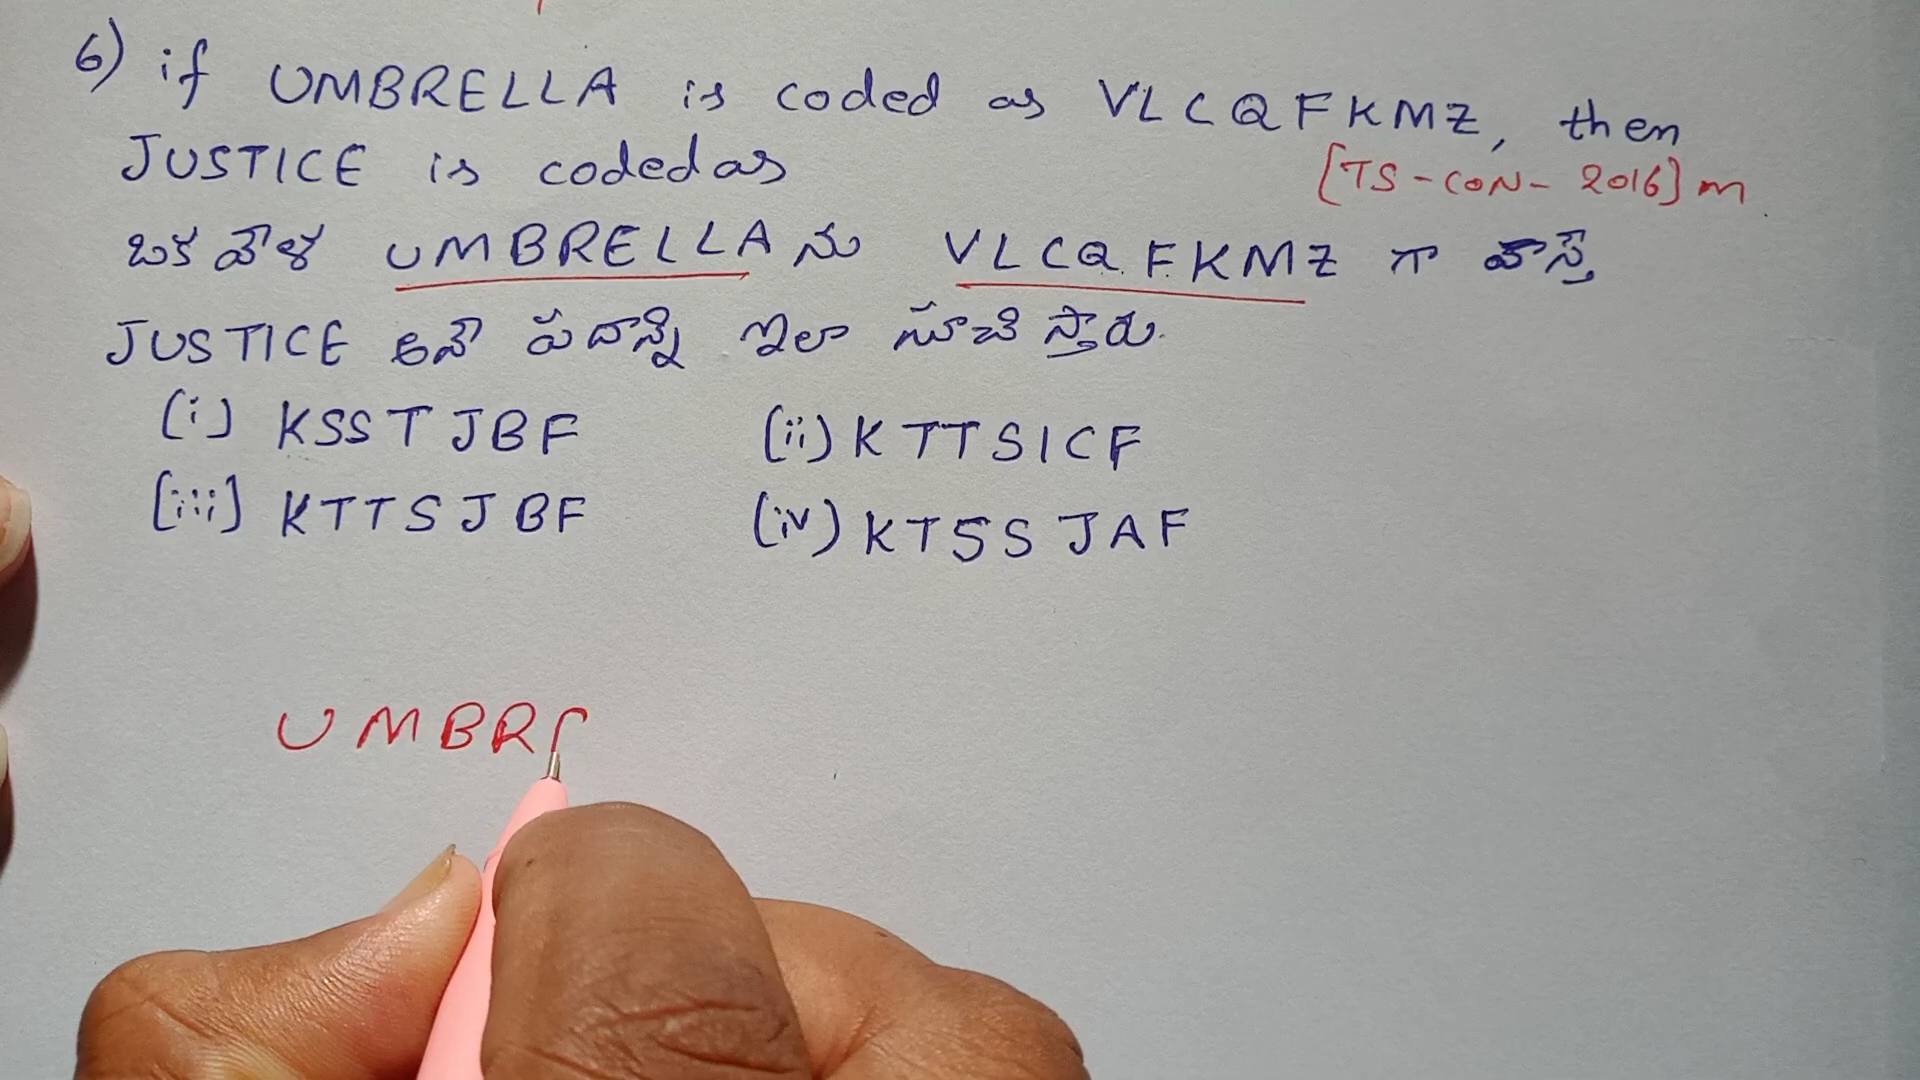 6) if UMBRELLA is coded as VLCQFKMZ, then
JUSTICE is coded as
[TS-CON-2016] m
ఒక వేళ UMBRELLA ను VLCQFKMZ గా వ్రాస్తే
JUSTICE అనే పదాన్ని ఇలా సూచిస్తారు.
(i) KSSTJBF (ii) KTTSICF
(iii) KTTSJBF (iv) KTSSJAF
UMBR